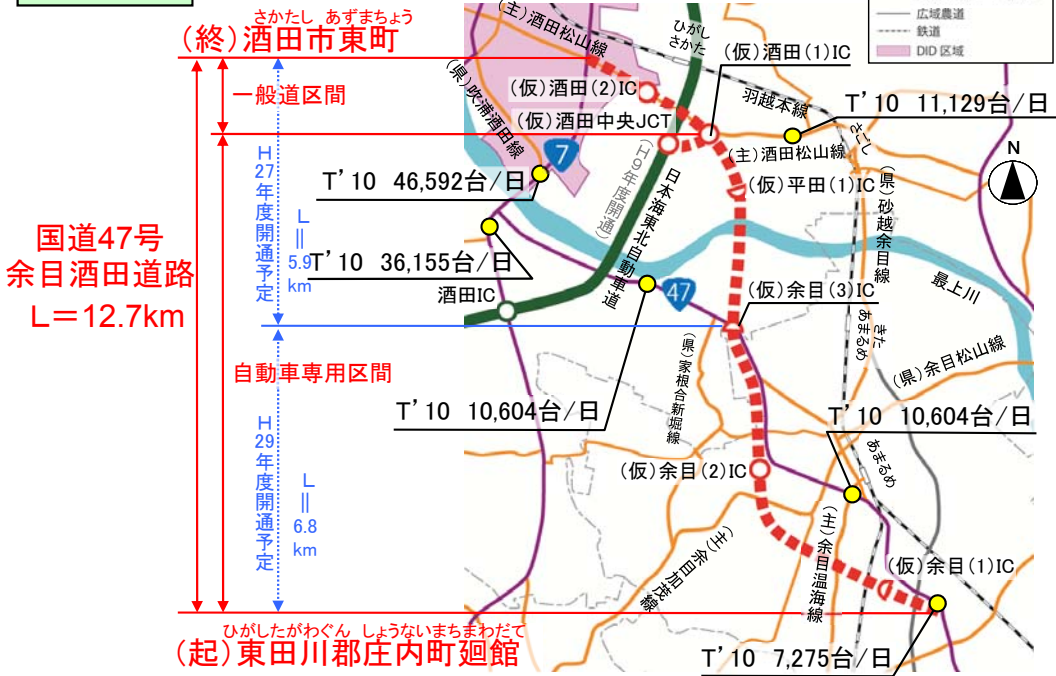 さかたし あずまちょう
(終)酒田市東町
一般道区間
H27年度開通予定
L=5.9km
国道47号
余目酒田道路
L=12.7km
自動車専用区間
H29年度開通予定
L=6.8km
ひがしたがわぐん しょうないまちまわだて
(起)東田川郡庄内町廻館
広域農道
鉄道
DID 区域
(主)酒田松山線
ひがしさかた
(仮)酒田(1)IC
(県)吹浦酒田線
(仮)酒田(2)IC
羽越本線
T'10 11,129台/日
(仮)酒田中央JCT
さごし
7
(H9年度開通)
(主)酒田松山線
N
T'10 46,592台/日
日本海東北自動車道
(仮)平田(1)IC
(県)砂越余目線
T'10 36,155台/日
酒田IC
47
(仮)余目(3)IC
最上川
きたあまるめ
(県)家根合新堀線
(県)余目松山線
T'10 10,604台/日
T'10 10,604台/日
あまるめ
(仮)余目(2)IC
(主)余目加茂線
(主)余目温海線
(仮)余目(1)IC
T'10 7,275台/日